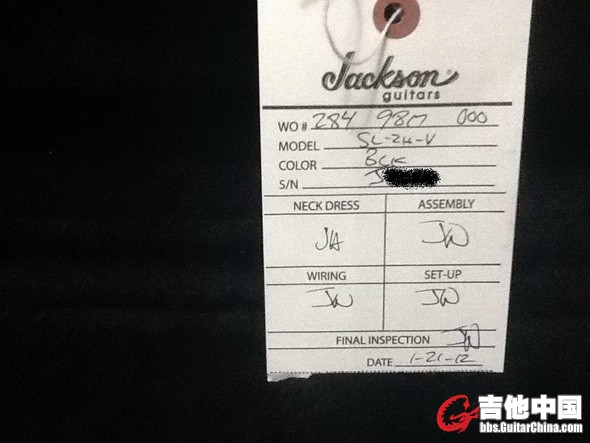 Jackson
guitars
WO # 284 98M 000
MODEL SL-2H-V
COLOR BLK
S/N J
NECK DRESS ASSEMBLY
JA JW
WIRING SET-UP
JW JW
FINAL INSPECTION JW
DATE 1-21-12
吉他中国
bbs.GuitarChina.com